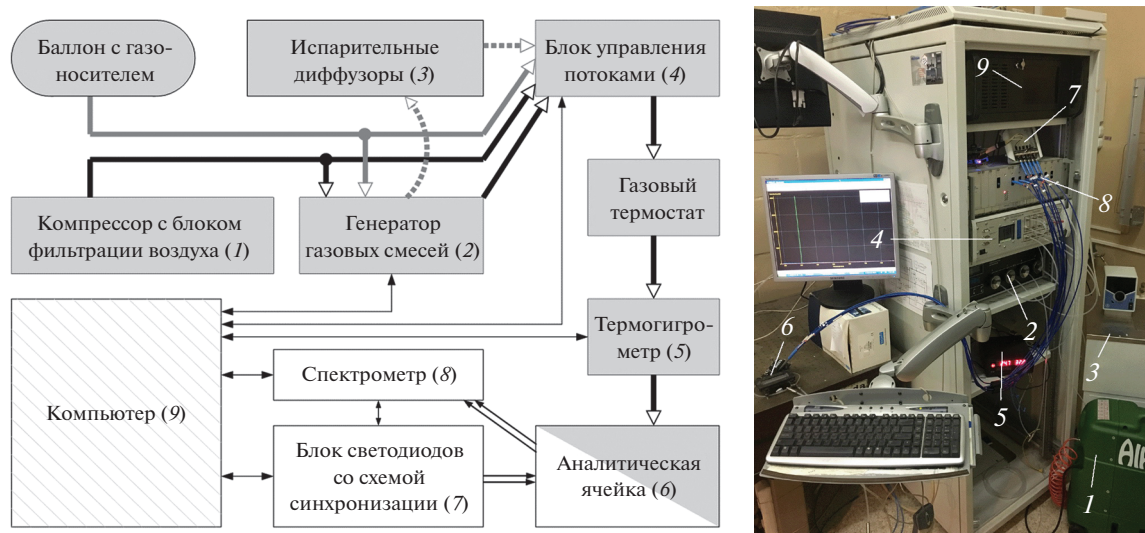 Баллон с газо-
носителем
Испарительные
диффузоры (3)
Блок управления
потоками (4)
Компрессор с блоком
фильтрации воздуха (1)
Генератор
газовых смесей (2)
Газовый
термостат
Термогигро-
метр (5)
Компьютер (9)
Спектрометр (8)
Блок светодиодов
со схемой
синхронизации (7)
Аналитическая
ячейка (6)
9
7
8
4
2
6
3
5
1
AIR